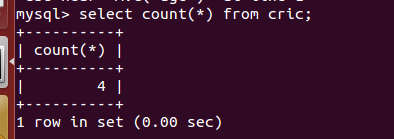 mysql> select count(*) from cric;
+----------+
| count(*) |
+----------+
|        4 |
+----------+
1 row in set (0.00 sec)